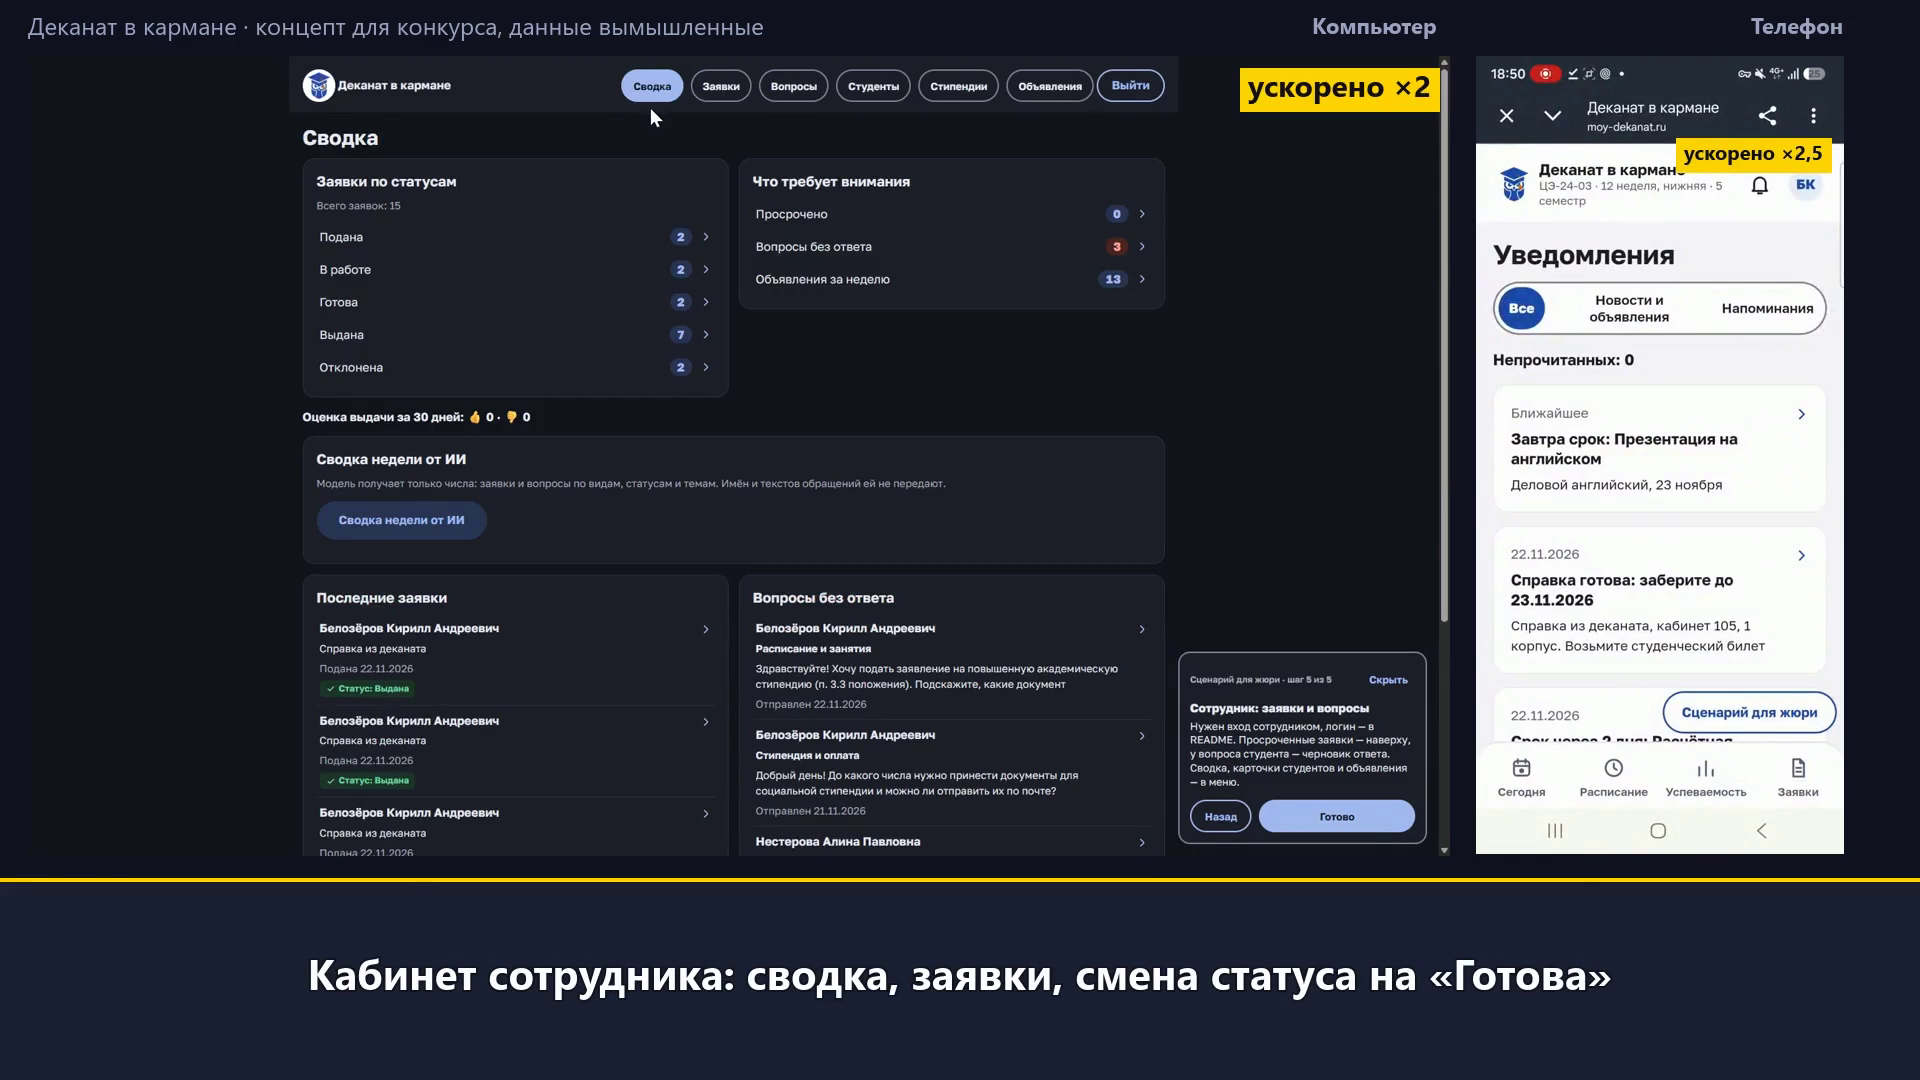 Деканат в кармане · концепт для конкурса, данные вымышленные
Компьютер
Телефон
Деканат в кармане
Сводка
Заявки
Вопросы
Студенты
Стипендии
Объявления
Выйти
ускорено ×2
Сводка
Заявки по статусам
Всего заявок: 15
Подана 2
В работе 2
Готова 2
Выдана 7
Отклонена 2
Что требует внимания
Просрочено 0
Вопросы без ответа 3
Объявления за неделю 13
Оценка выдачи за 30 дней: 👍 0 · 👎 0
Сводка недели от ИИ
Модель получает только числа: заявки и вопросы по видам, статусам и темам. Имён и текстов обращений ей не передают.
Сводка недели от ИИ
Последние заявки
Белозёров Кирилл Андреевич
Справка из деканата
Подана 22.11.2026
✓ Статус: Выдана
Белозёров Кирилл Андреевич
Справка из деканата
Подана 22.11.2026
✓ Статус: Выдана
Белозёров Кирилл Андреевич
Справка из деканата
Подана 22.11.2026
Вопросы без ответа
Белозёров Кирилл Андреевич
Расписание и занятия
Здравствуйте! Хочу подать заявление на повышенную академическую
стипендию (п. 3.3 положения). Подскажите, какие документ
Отправлен 22.11.2026
Белозёров Кирилл Андреевич
Стипендия и оплата
Добрый день! До какого числа нужно принести документы для
социальной стипендии и можно ли отправить их по почте?
Отправлен 21.11.2026
Нестерова Алина Павловна
Сценарий для жюри · шаг 5 из 5
Скрыть
Сотрудник: заявки и вопросы
Нужен вход сотрудником, логин — в
README. Просроченные заявки — наверху,
у вопроса студента — черновик ответа.
Сводка, карточки студентов и объявления
— в меню.
Назад
Готово
18:50
4G+
25
Деканат в кармане
moy-dekanat.ru
ускорено ×2,5
Деканат в кармане
ЦЭ-24-03 · 12 неделя, нижняя · 5
семестр
БК
Уведомления
Все
Новости и
объявления
Напоминания
Непрочитанных: 0
Ближайшее
Завтра срок: Презентация на
английском
Деловой английский, 23 ноября
22.11.2026
Справка готова: заберите до
23.11.2026
Справка из деканата, кабинет 105, 1
корпус. Возьмите студенческий билет
22.11.2026
Срок через 2 дня: Расчётная
Сценарий для жюри
Сегодня
Расписание
Успеваемость
Заявки
Кабинет сотрудника: сводка, заявки, смена статуса на «Готова»